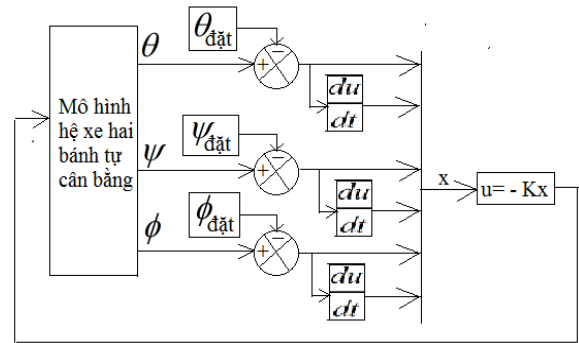 Mô hình
hệ xe hai
bánh tự
cân bằng
θ
θđặt
+
−
du
dt
ψ
ψđặt
+
−
du
dt
ϕ
ϕđặt
+
−
du
dt
x
u= - Kx